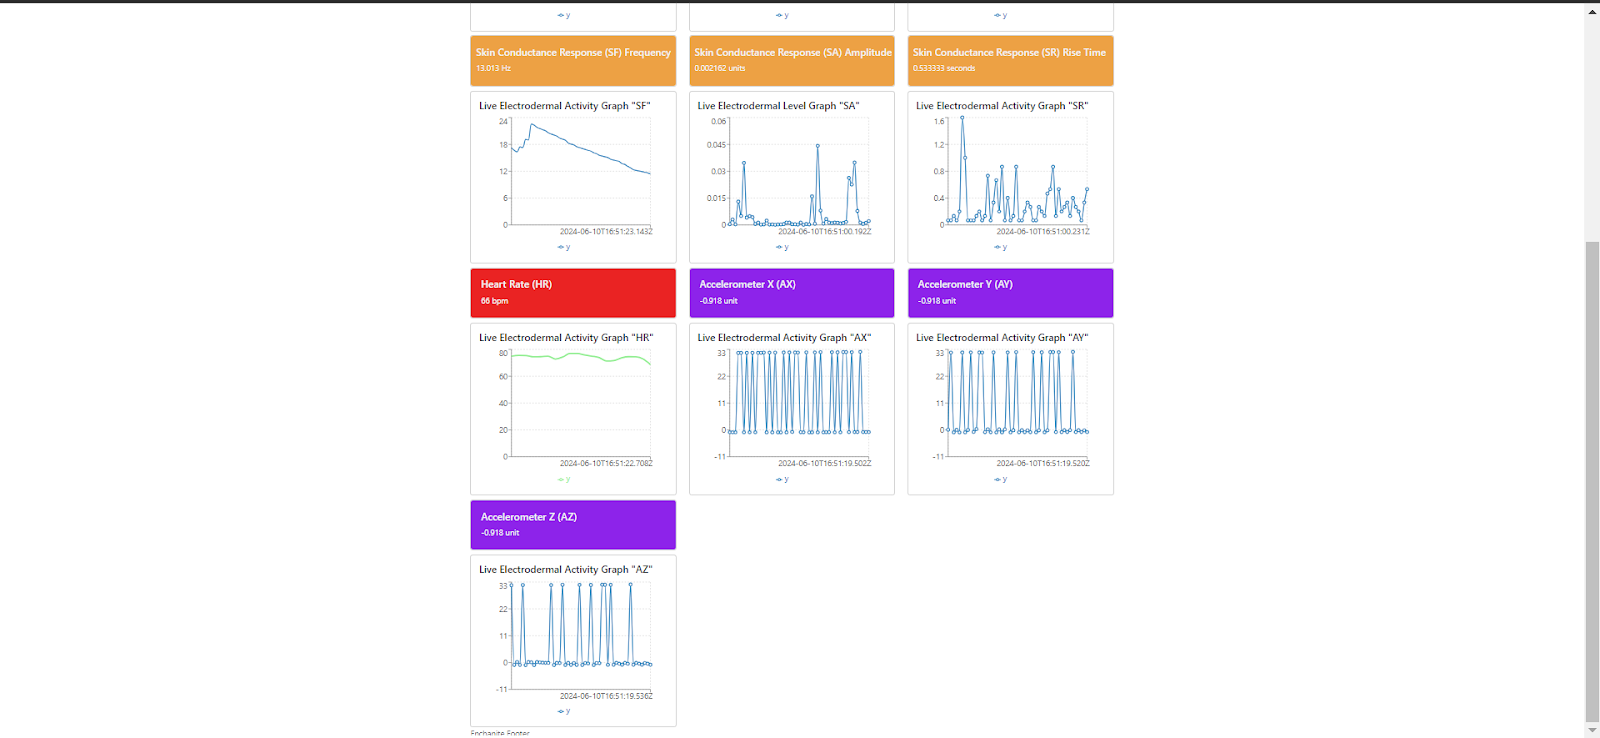 y
y
y
Skin Conductance Response (SF) Frequency
13.013 Hz
Skin Conductance Response (SA) Amplitude
0.002162 units
Skin Conductance Response (SR) Rise Time
0.533333 seconds
Live Electrodermal Activity Graph "SF"
24
18
12
6
0
2024-06-10T16:51:23.143Z
y
Live Electrodermal Level Graph "SA"
0.06
0.045
0.03
0.015
0
2024-06-10T16:51:00.192Z
y
Live Electrodermal Activity Graph "SR"
1.6
1.2
0.8
0.4
0
2024-06-10T16:51:00.231Z
y
Heart Rate (HR)
66 bpm
Accelerometer X (AX)
-0.918 unit
Accelerometer Y (AY)
-0.918 unit
Live Electrodermal Activity Graph "HR"
80
60
40
20
0
2024-06-10T16:51:22.708Z
y
Live Electrodermal Activity Graph "AX"
33
22
11
0
-11
2024-06-10T16:51:19.502Z
y
Live Electrodermal Activity Graph "AY"
33
22
11
0
-11
2024-06-10T16:51:19.520Z
y
Accelerometer Z (AZ)
-0.918 unit
Live Electrodermal Activity Graph "AZ"
33
22
11
0
-11
2024-06-10T16:51:19.536Z
y
Footer